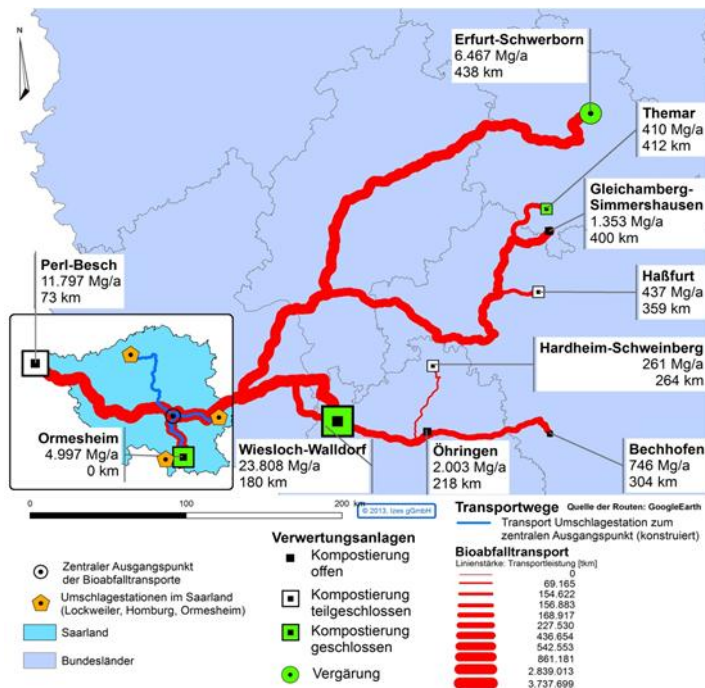 N
Erfurt-Schwerborn
6.467 Mg/a
438 km
Themar
410 Mg/a
412 km
Gleichamberg-
Simmershausen
1.353 Mg/a
400 km
Perl-Besch
11.797 Mg/a
73 km
Haßfurt
437 Mg/a
359 km
Hardheim-Schweinberg
261 Mg/a
264 km
Ormesheim
4.997 Mg/a
0 km
Wiesloch-Walldorf
23.808 Mg/a
180 km
Öhringen
2.003 Mg/a
218 km
Bechhofen
746 Mg/a
304 km
0 100 200 km
© 2013, Izes gGmbH
Zentraler Ausgangspunkt
der Bioabfalltransporte
Umschlagstationen im Saarland
(Lockweiler, Homburg, Ormesheim)
Saarland
Bundesländer
Verwertungsanlagen
Kompostierung
offen
Kompostierung
teilgeschlossen
Kompostierung
geschlossen
Vergärung
Transportwege Quelle der Routen: GoogleEarth
Transport Umschlagestation zum
zentralen Ausgangspunkt (konstruiert)
Bioabfalltransport
Linienstärke: Transportleistung [tkm]
0
69.165
154.622
156.883
168.917
227.530
436.654
542.553
861.181
2.839.013
3.737.699